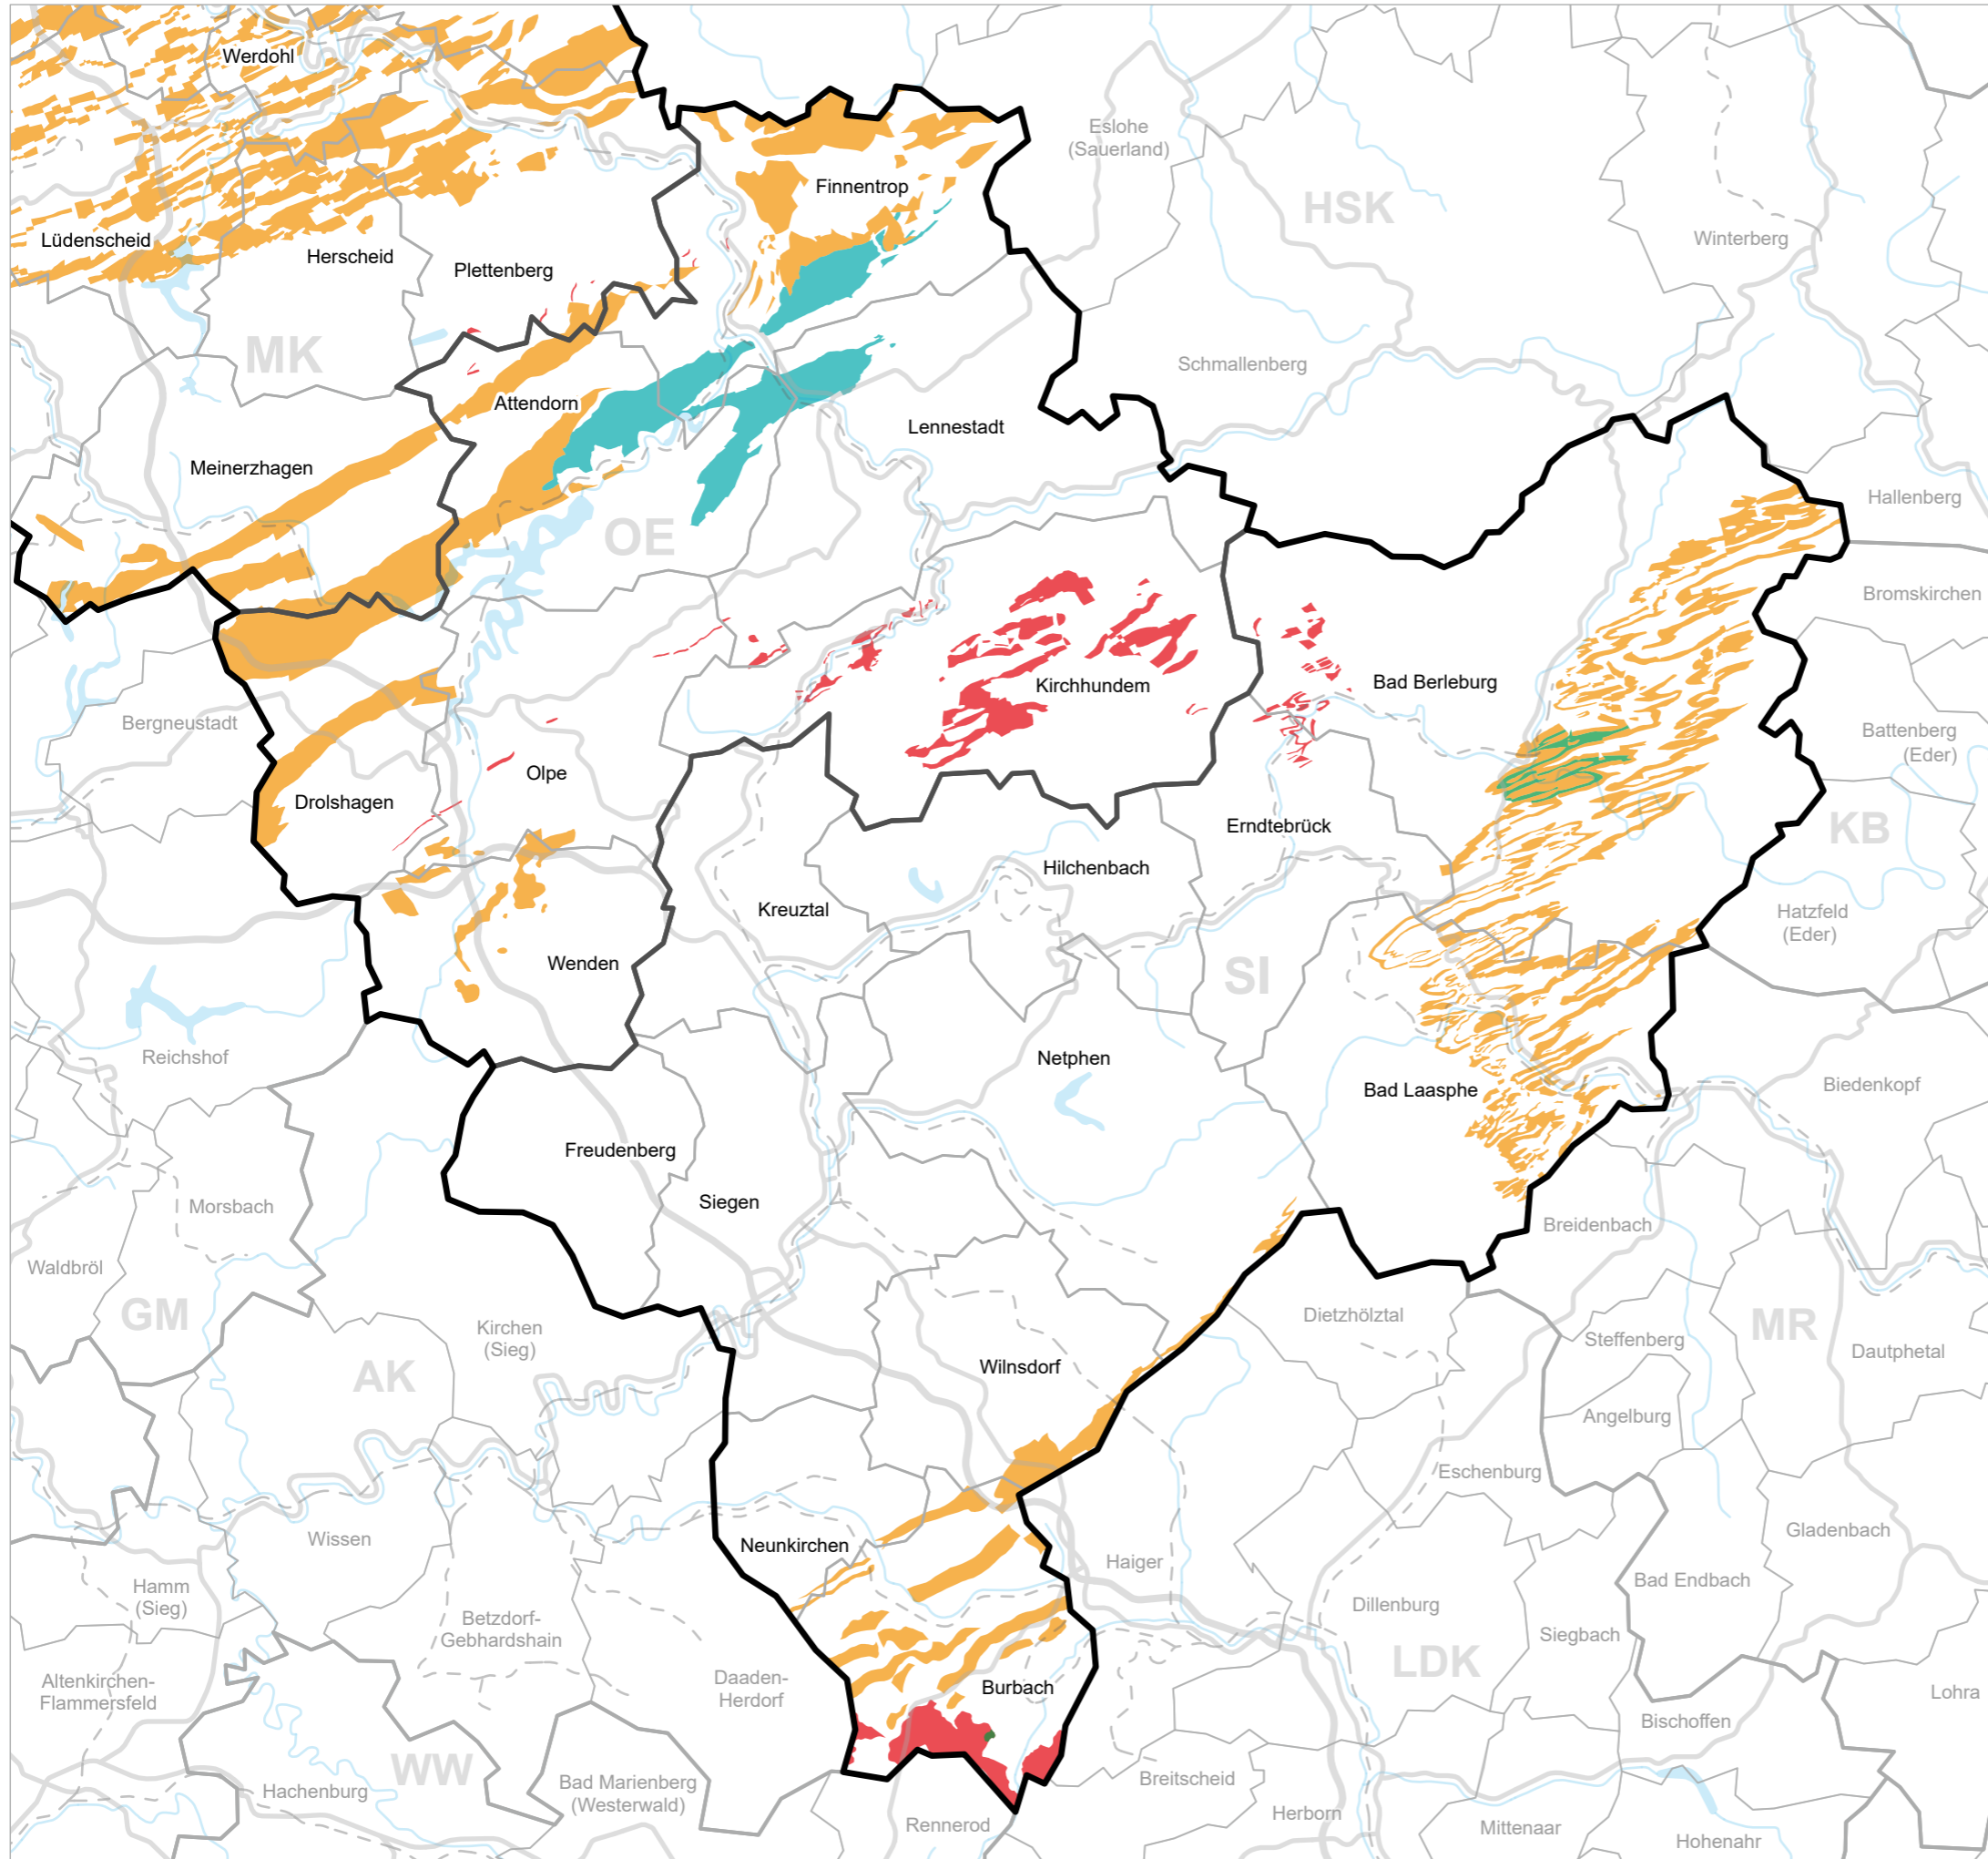 Werdohl
Eslohe
(Sauerland)
Finnentrop
HSK
Lüdenscheid
Herscheid
Plettenberg
Winterberg
MK
Schmallenberg
Attendorn
Lennestadt
Meinerzhagen
Hallenberg
OE
Bromskirchen
Kirchhundem
Bad Berleburg
Bergneustadt
Battenberg
(Eder)
Olpe
Drolshagen
Erndtebrück
KB
Hilchenbach
Kreuztal
Hatzfeld
(Eder)
Wenden
SI
Reichshof
Netphen
Bad Laasphe
Biedenkopf
Freudenberg
Siegen
Morsbach
Breidenbach
Waldbröl
GM
Kirchen
(Sieg)
Dietzhölztal
MR
Steffenberg
Dautphetal
Wilnsdorf
AK
Angelburg
Eschenburg
Wissen
Neunkirchen
Haiger
Gladenbach
Hamm
(Sieg)
Bad Endbach
Betzdorf-
Gebhardshain
Dillenburg
Siegbach
LDK
Altenkirchen-
Flammersfeld
Daaden-
Herdorf
Burbach
Lohra
Bischoffen
WW
Hachenburg
Bad Marienberg
(Westerwald)
Breitscheid
Rennerod
Herborn
Mittenaar
Hohenahr